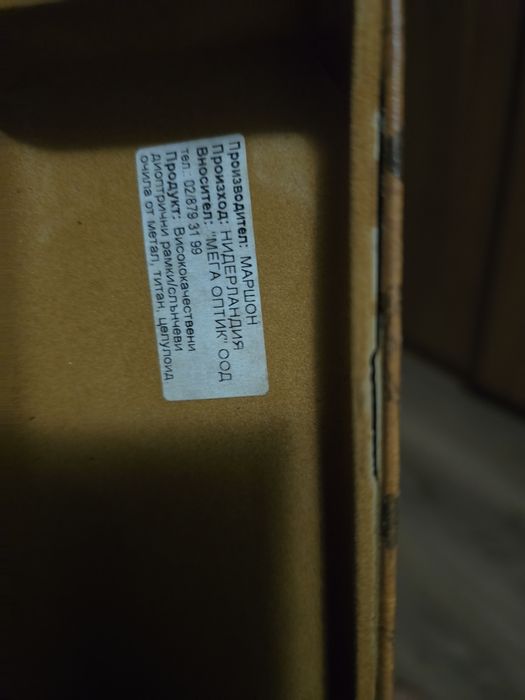 Производител: МАРШОН
Произход: НИДЕРЛАНДИЯ
Вносител: "МЕГА ОПТИК" ООД
тел.: 02/879 31 99
Продукт: Висококачествени
диоптрични рамки/слънчеви
очила от метал, титан, целулоид